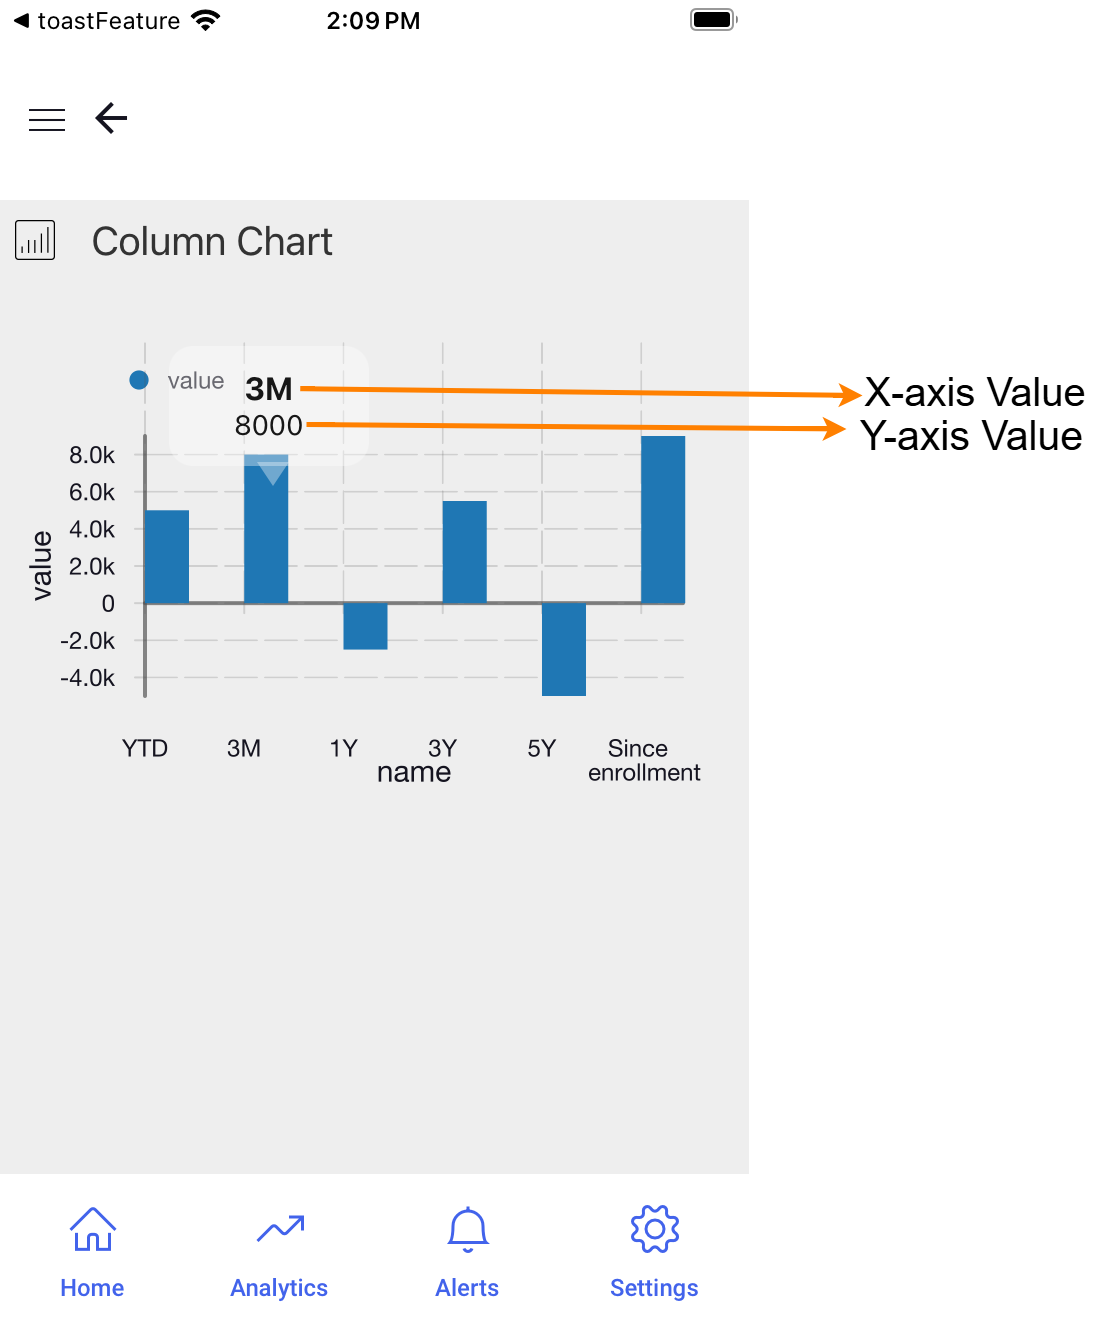 toastFeature
2:09 PM
Column Chart
value
3M
8000
X-axis Value
Y-axis Value
8.0k
6.0k
4.0k
2.0k
0
-2.0k
-4.0k
value
YTD 3M 1Y 3Y 5Y Since
enrollment
name
Home Analytics Alerts Settings